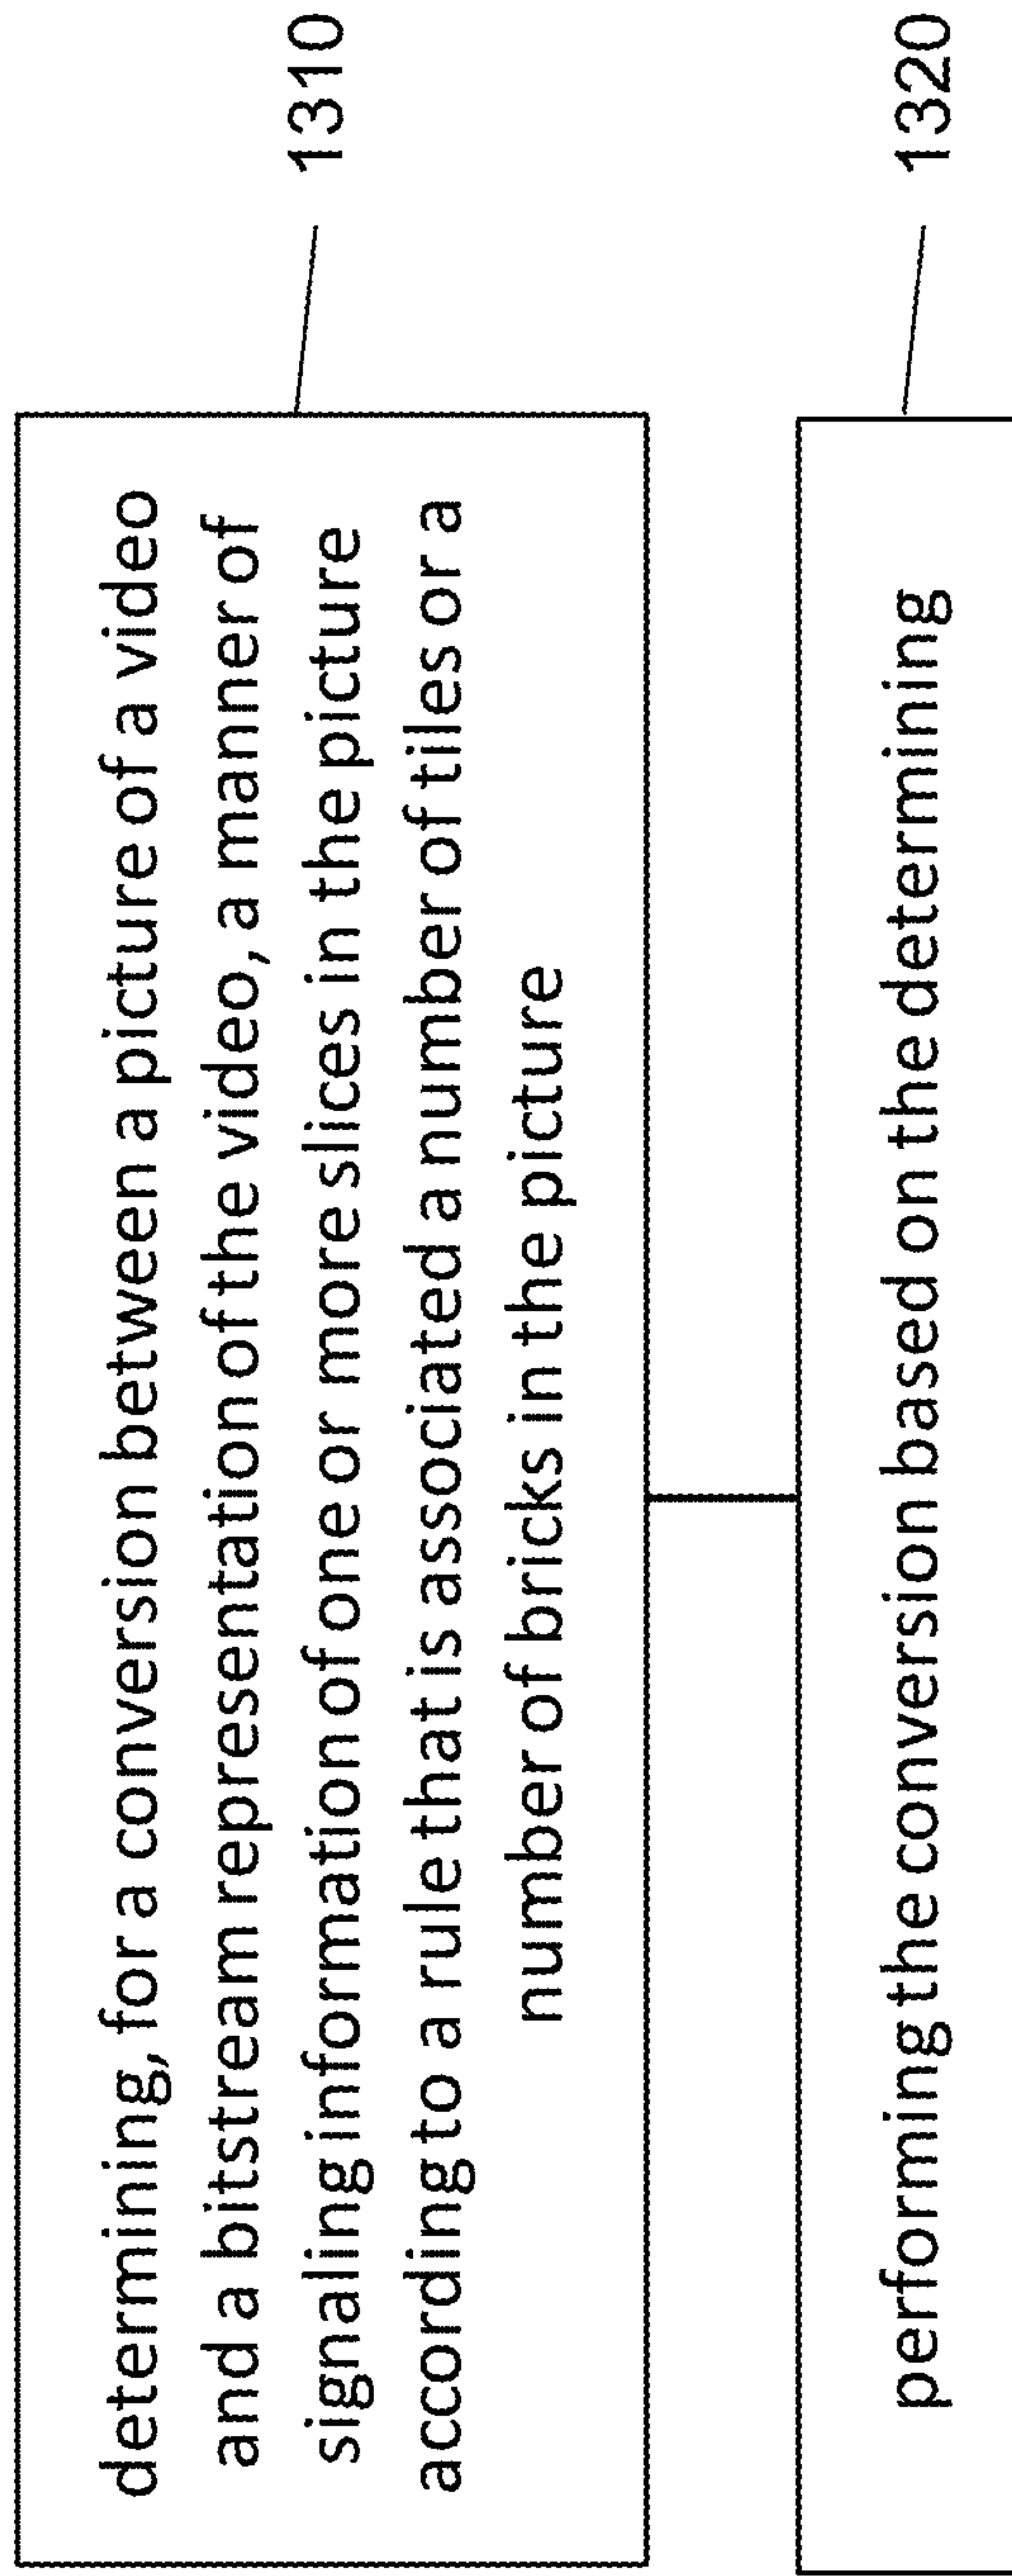 determining, for a conversion between a picture of a video
and a bitstream representation of the video, a manner of
signaling information of one or more slices in the picture
according to a rule that is associated a number of tiles or a
number of bricks in the picture
1310
performing the conversion based on the determining
1320